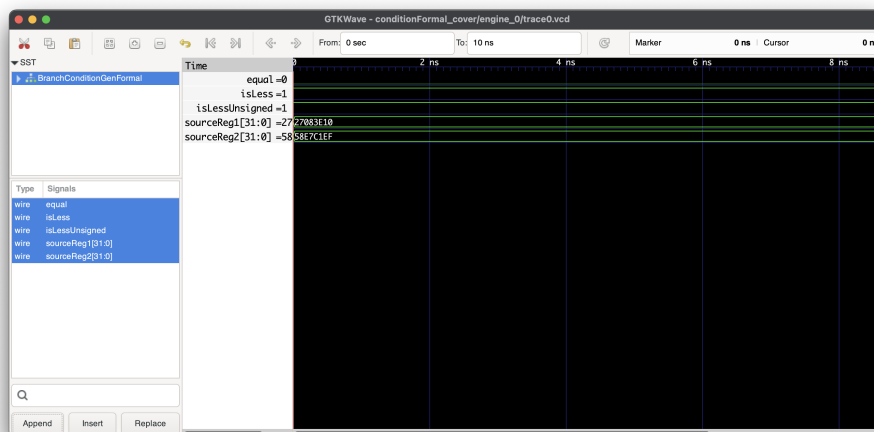 GTKWave - conditionFormal_cover/engine_0/trace0.vcd
From: 0 sec To: 10 ns Marker 0 ns | Cursor 0 n
SST
BranchConditionGenFormal
Type Signals
wire equal
wire isLess
wire isLessUnsigned
wire sourceReg1[31:0]
wire sourceReg2[31:0]
Append Insert Replace
Time
equal=0
isLess=1
isLessUnsigned=1
sourceReg1[31:0] =27
sourceReg2[31:0] =58
0 2 ns 4 ns 6 ns 8 ns
27083E10
58E7C1EF